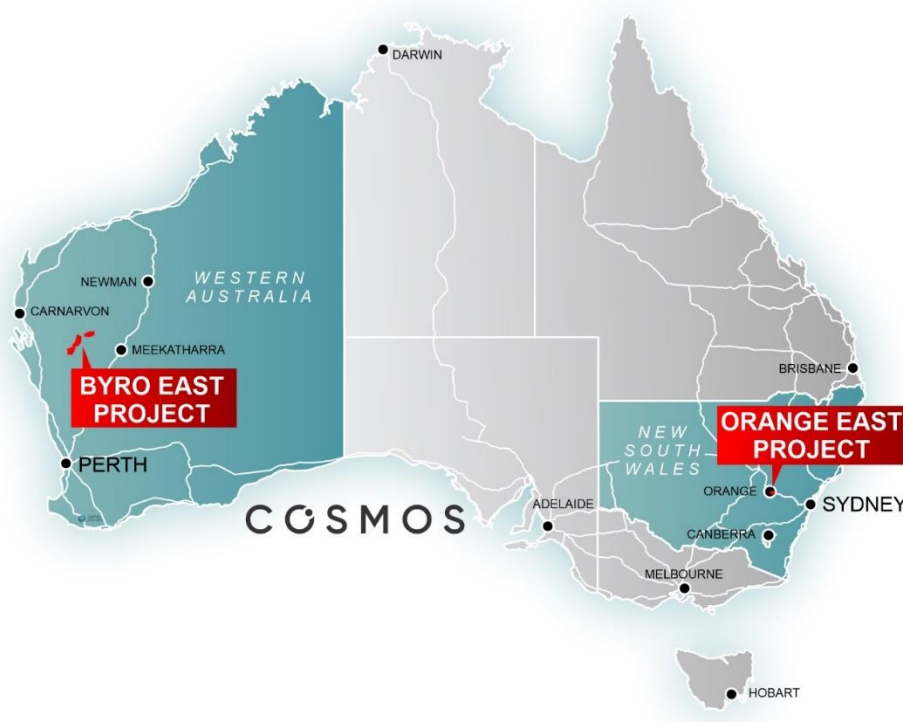 DARWIN
NEWMAN
WESTERN
AUSTRALIA
CARNARVON
MEEKATHARRA
BYRO EAST
PROJECT
BRISBANE
NEW
SOUTH
WALES
ORANGE EAST
PROJECT
PERTH
ORANGE
SYDNEY
ADELAIDE
COSMOS
CANBERRA
MELBOURNE
HOBART